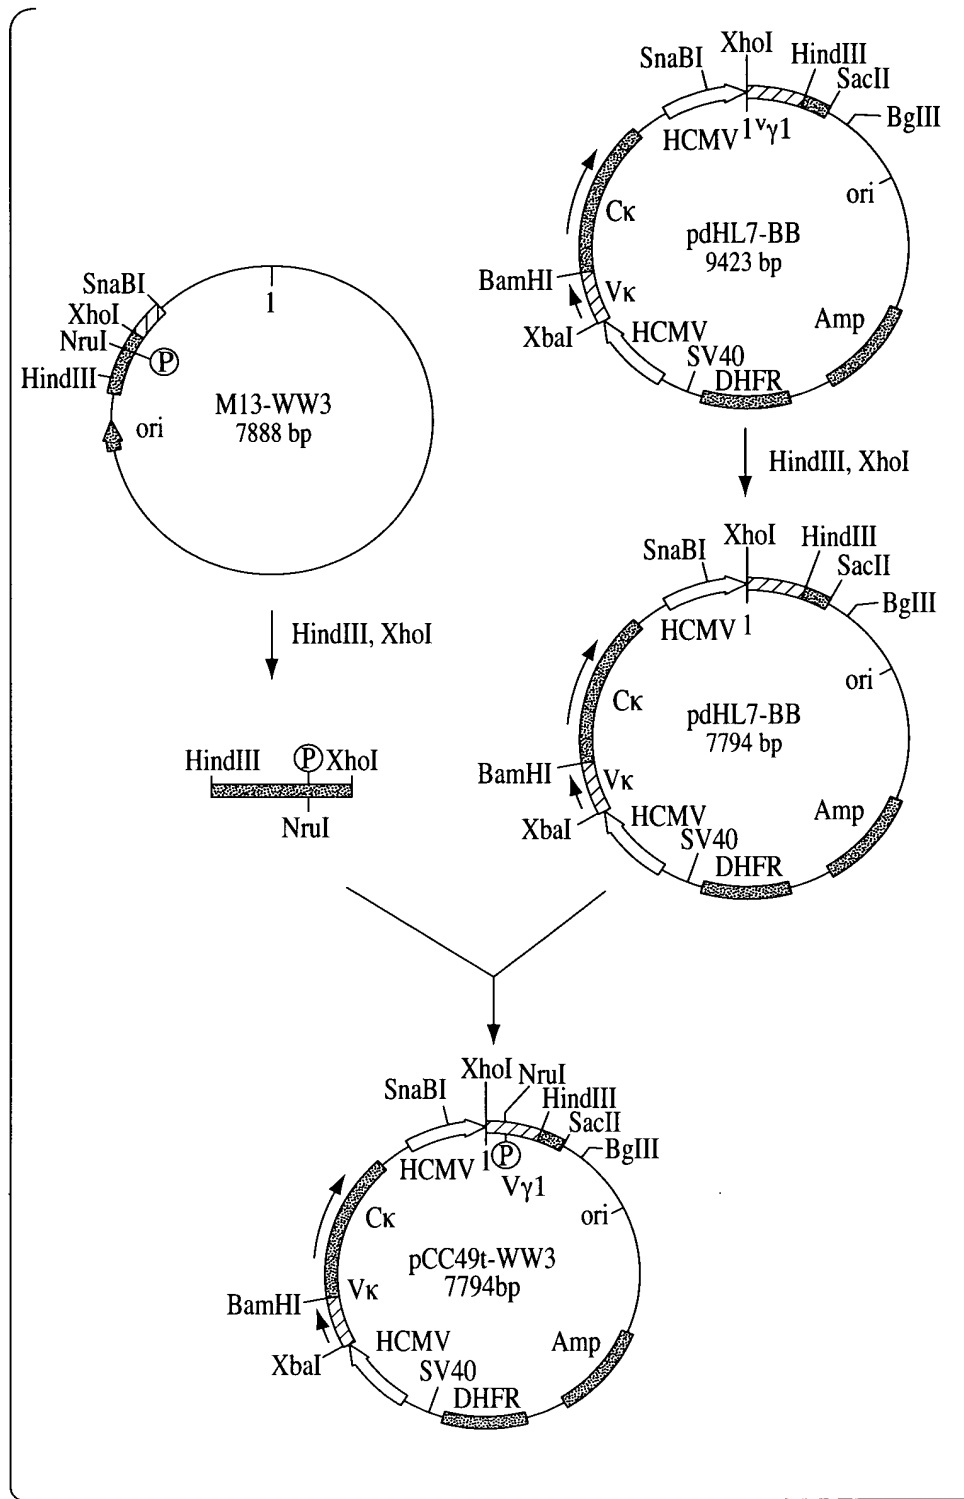 XhoI
SnaBI
HindIII
SacII
BgIII
HCMV
1 vγ1
ori
Cκ
pdHL7-BB
9423 bp
BamHI
Vκ
Amp
XbaI
HCMV
SV40
DHFR
HindIII, XhoI
SnaBI
1
XhoI
NruI
P
HindIII
M13-WW3
7888 bp
ori
HindIII, XhoI
HindIII
P
XhoI
NruI
XhoI
SnaBI
HindIII
SacII
BgIII
HCMV
1
ori
Cκ
pdHL7-BB
7794 bp
BamHI
Vκ
Amp
XbaI
HCMV
SV40
DHFR
XhoI
NruI
SnaBI
HindIII
SacII
BgIII
HCMV
1
P
Vγ1
ori
Cκ
pCC49t-WW3
7794bp
BamHI
Vκ
Amp
XbaI
HCMV
SV40
DHFR